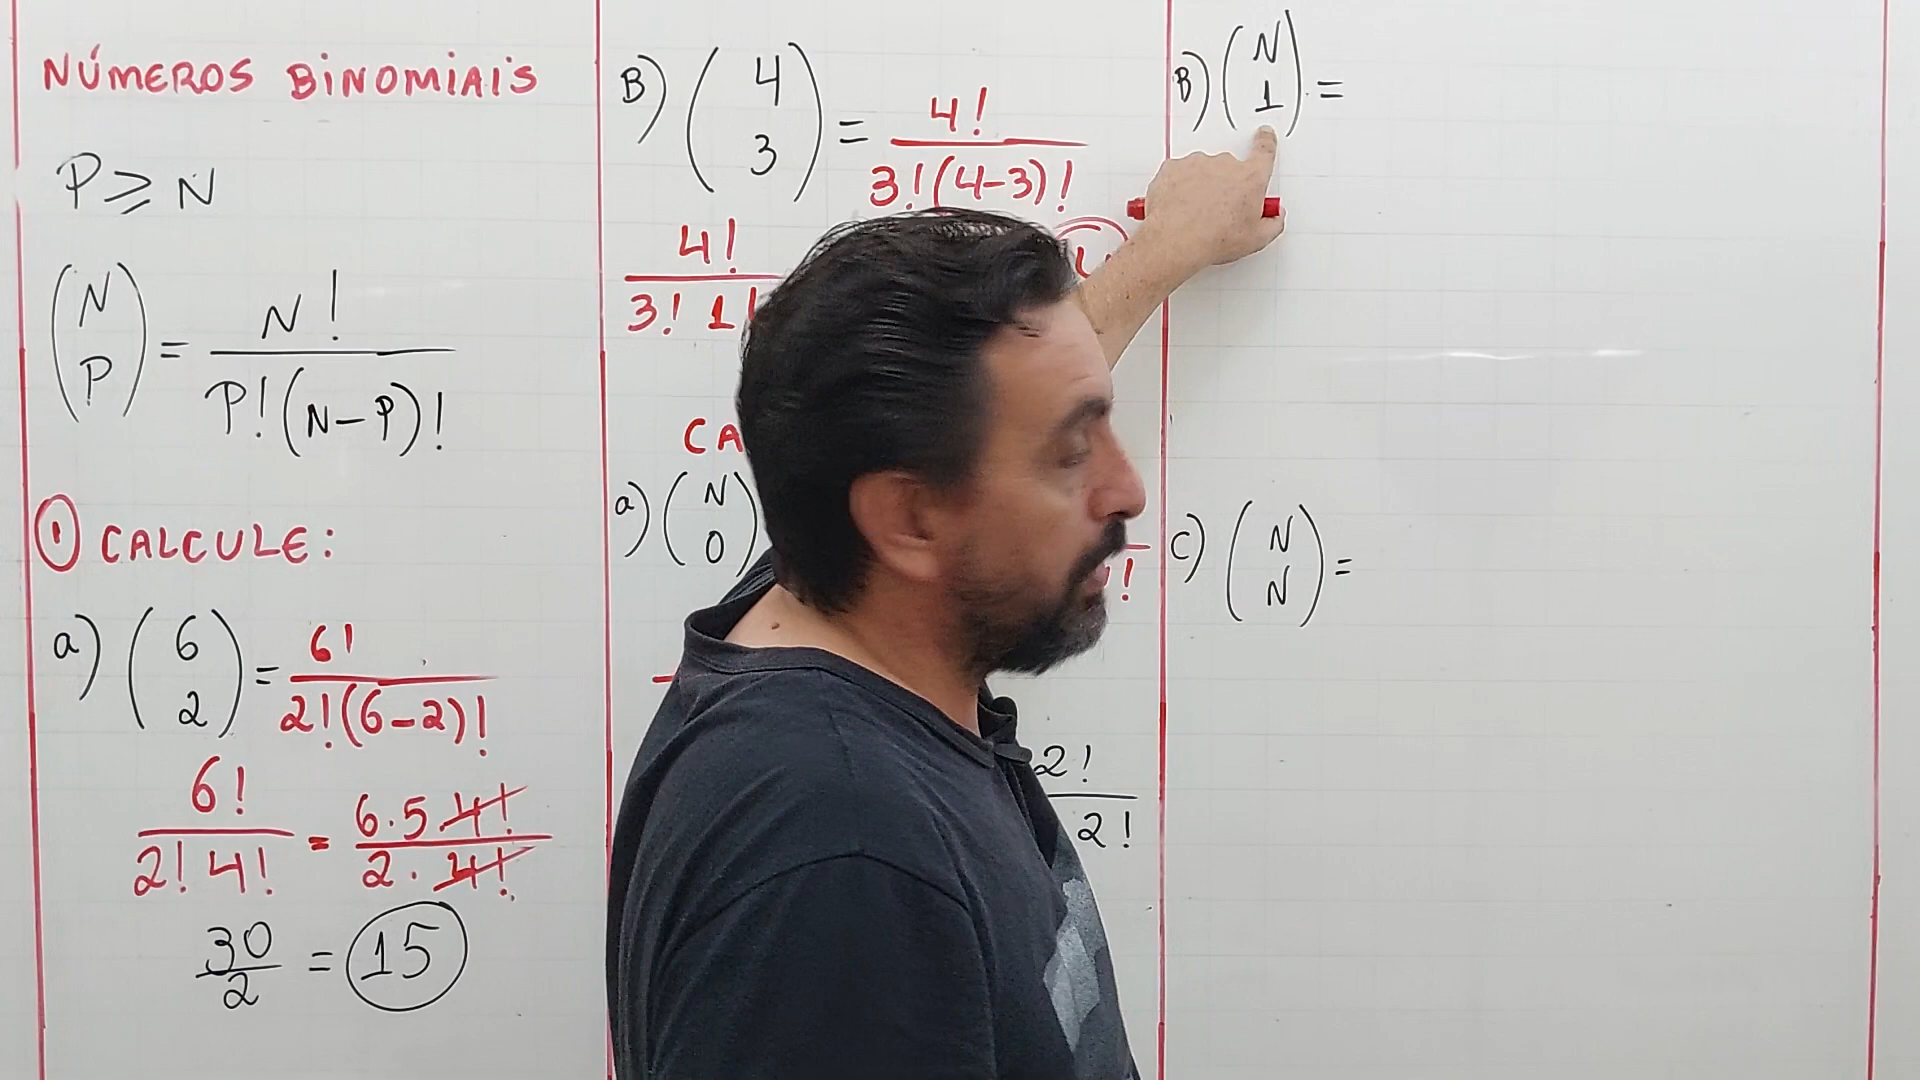 NÚMEROS BINOMIAIS
P ≥ N
(N P) = N! / P!(N-P)!
① CALCULE:
a) (6 2) = 6! / 2!(6-2)!
6! / 2! 4! = 6.5.4! / 2.4!
30/2 = 15
B) (4 3) = 4! / 3!(4-3)!
4! / 3! 1!
a) (N 0)
2!
2!
B) (N 1) =
C) (N N) =